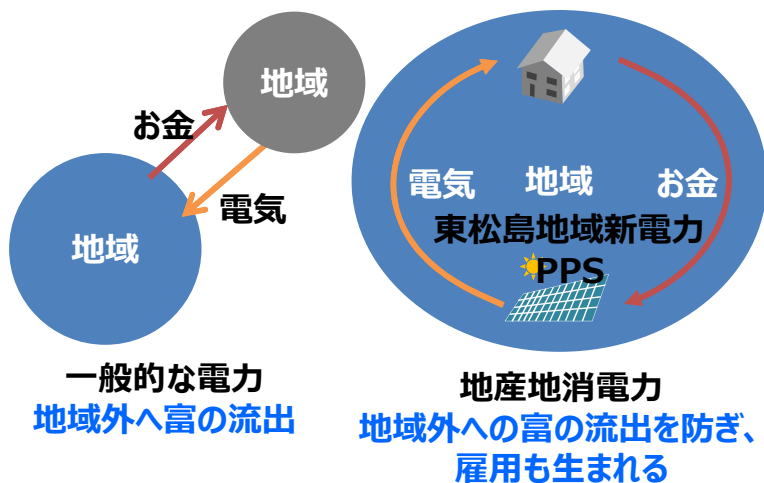 地域
お金
電気
地域
一般的な電力
地域外へ富の流出
電気
地域
お金
東松島地域新電力
PPS
地産地消電力
地域外への富の流出を防ぎ、
雇用も生まれる